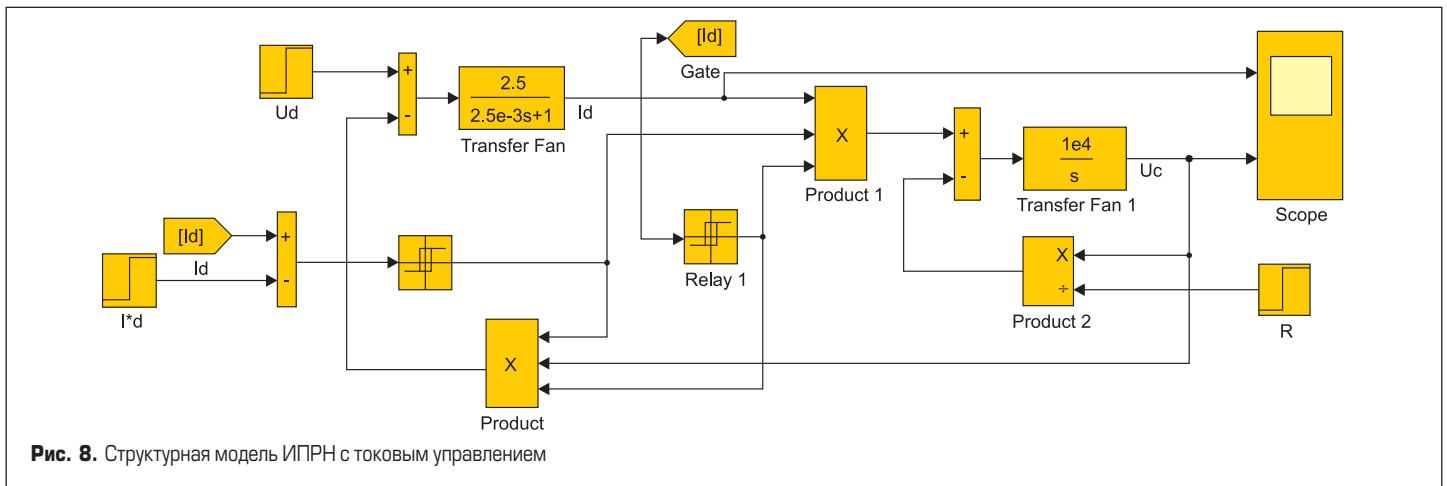 [Id]
Gate
Ud
+
-
2.5
2.5e-3s+1
Transfer Fan
Id
X
Product 1
+
-
1e4
s
Transfer Fan 1
Uc
Scope
[Id]
Id
I*d
+
-
Relay 1
X
÷
Product 2
R
X
Product
Рис. 8. Структурная модель ИПРН с токовым управлением